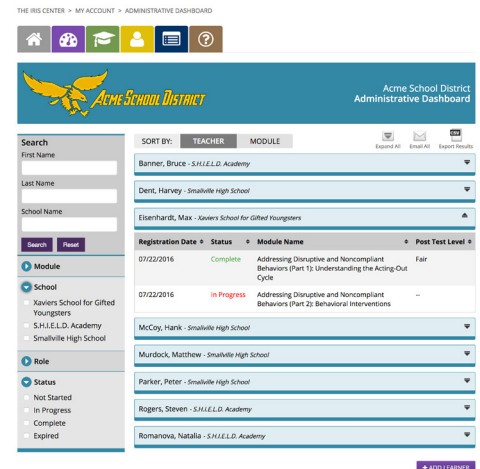 THE IRIS CENTER > MY ACCOUNT > ADMINISTRATIVE DASHBOARD
?
ACME SCHOOL DISTRICT
Acme School District
Administrative Dashboard
Search
First Name
Last Name
School Name
Search Reset
Module
School
Xaviers School for Gifted
Youngsters
S.H.I.E.L.D. Academy
Smallville High School
Role
Status
Not Started
In Progress
Complete
Expired
SORT BY: TEACHER MODULE
CSV
Expand All Email All Export Results
Banner, Bruce - S.H.I.E.L.D. Academy
Dent, Harvey - Smallville High School
Eisenhardt, Max - Xaviers School for Gifted Youngsters
Registration Date Status Module Name Post Test Level
07/22/2016 Complete Addressing Disruptive and Noncompliant Fair
Behaviors (Part 1): Understanding the Acting-Out
Cycle
07/22/2016 In Progress Addressing Disruptive and Noncompliant --
Behaviors (Part 2): Behavioral Interventions
McCoy, Hank - Smallville High School
Murdock, Matthew - Smallville High School
Parker, Peter - Smallville High School
Rogers, Steven - S.H.I.E.L.D. Academy
Romanova, Natalia - S.H.I.E.L.D. Academy
+ ADD LEARNER